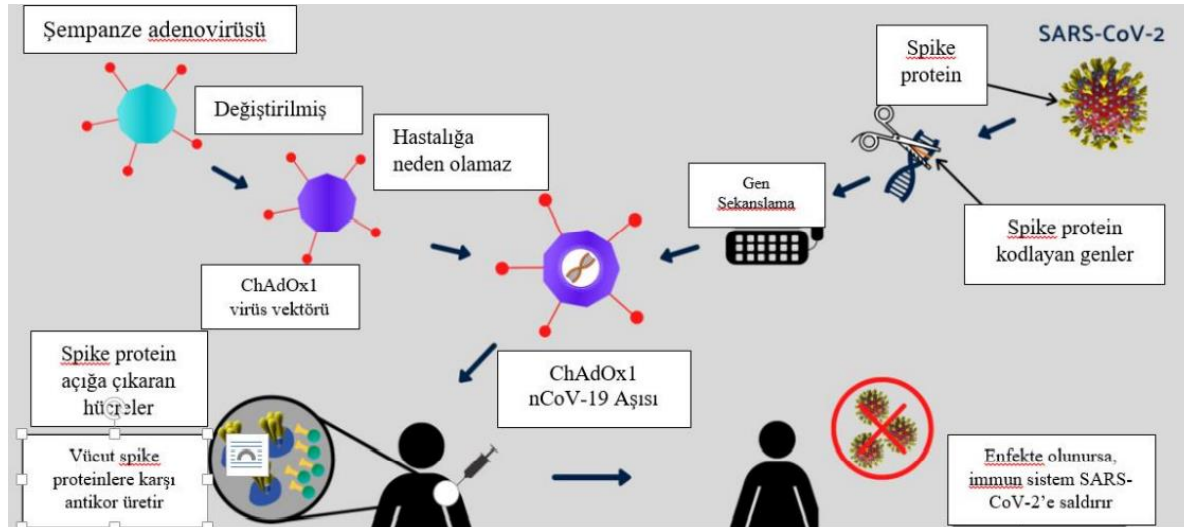 Şempanze adenovirüsü
Değiştirilmiş
Hastalığa
neden olamaz
Spike
protein
SARS-CoV-2
Gen
Sekanslama
Spike protein
kodlayan genler
ChAdOx1
virüs vektörü
ChAdOx1
nCoV-19 Aşısı
Spike protein
açığa çıkaran
hücreler
Vücut spike
proteinlere karşı
antikor üretir
Enfekte olunursa,
immun sistem SARS-
CoV-2'e saldırır